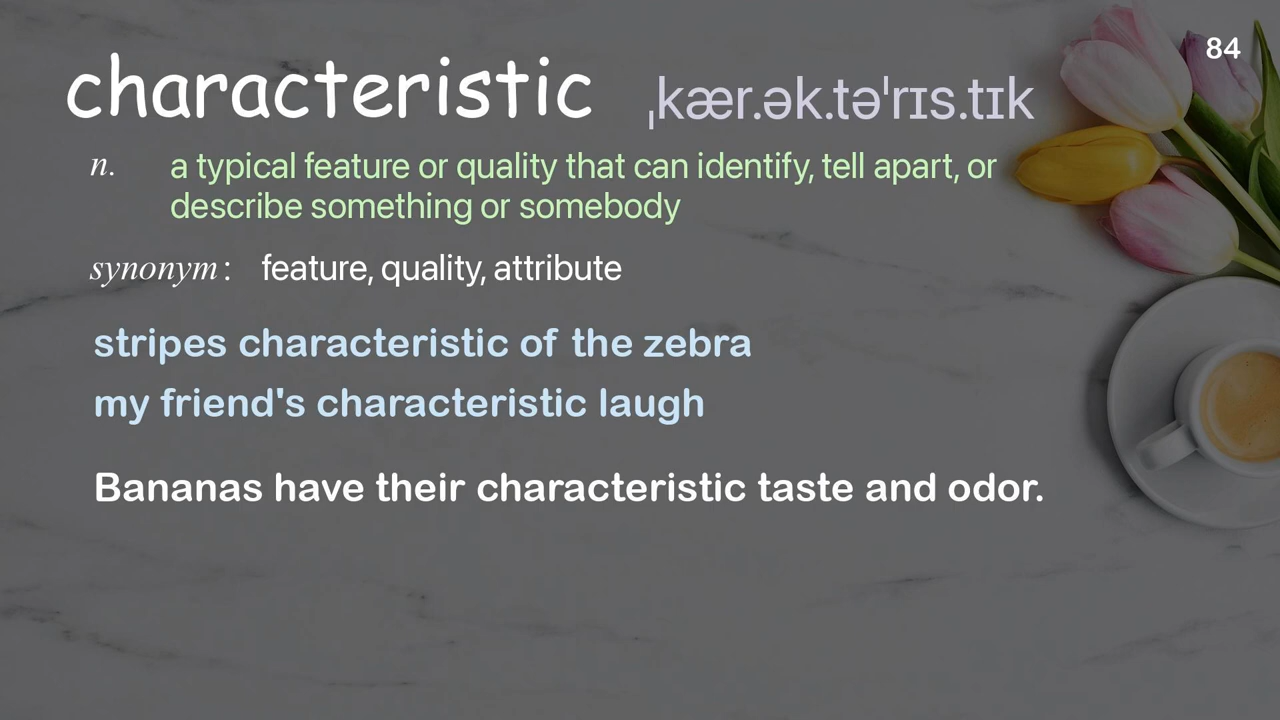 84
characteristic ˌkær.ək.təˈrɪs.tɪk
n. a typical feature or quality that can identify, tell apart, or
describe something or somebody
synonym: feature, quality, attribute
stripes characteristic of the zebra
my friend's characteristic laugh
Bananas have their characteristic taste and odor.